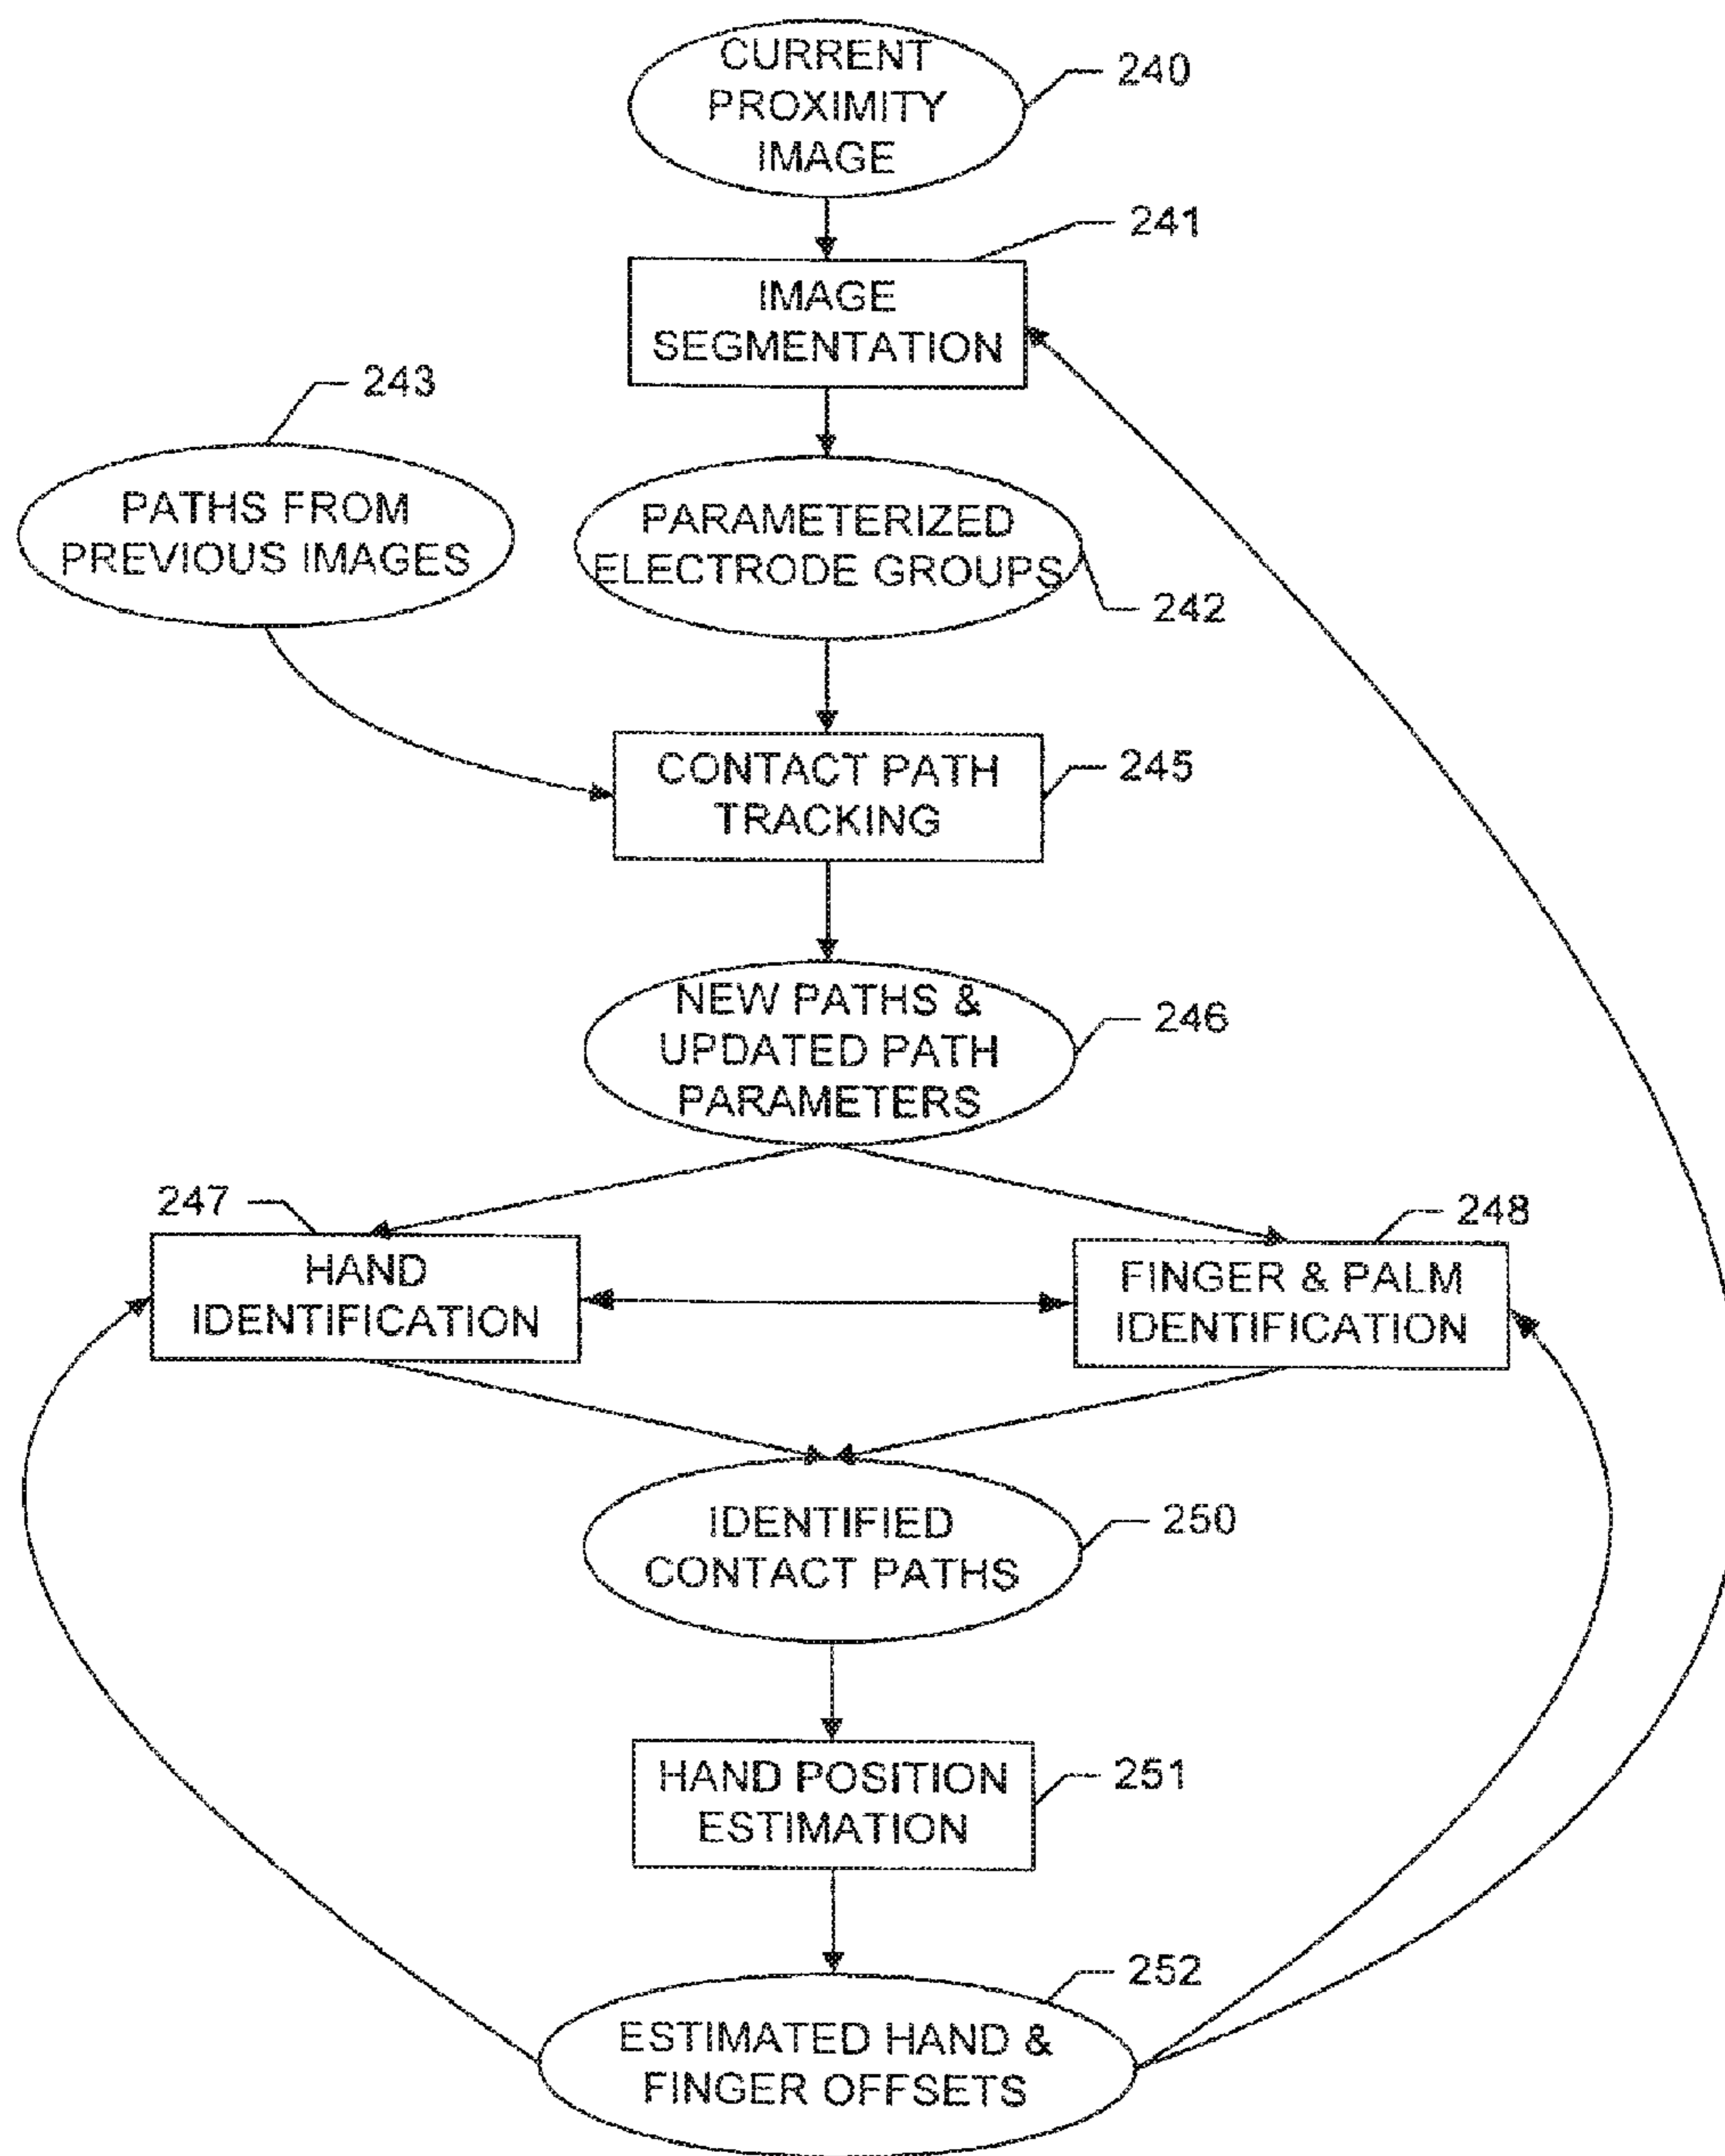 CURRENT
PROXIMITY
IMAGE
240
241
IMAGE
SEGMENTATION
243
PATHS FROM
PREVIOUS IMAGES
PARAMETERIZED
ELECTRODE GROUPS
242
CONTACT PATH
TRACKING
245
NEW PATHS &
UPDATED PATH
PARAMETERS
246
247
HAND
IDENTIFICATION
248
FINGER & PALM
IDENTIFICATION
IDENTIFIED
CONTACT PATHS
250
HAND POSITION
ESTIMATION
251
252
ESTIMATED HAND &
FINGER OFFSETS